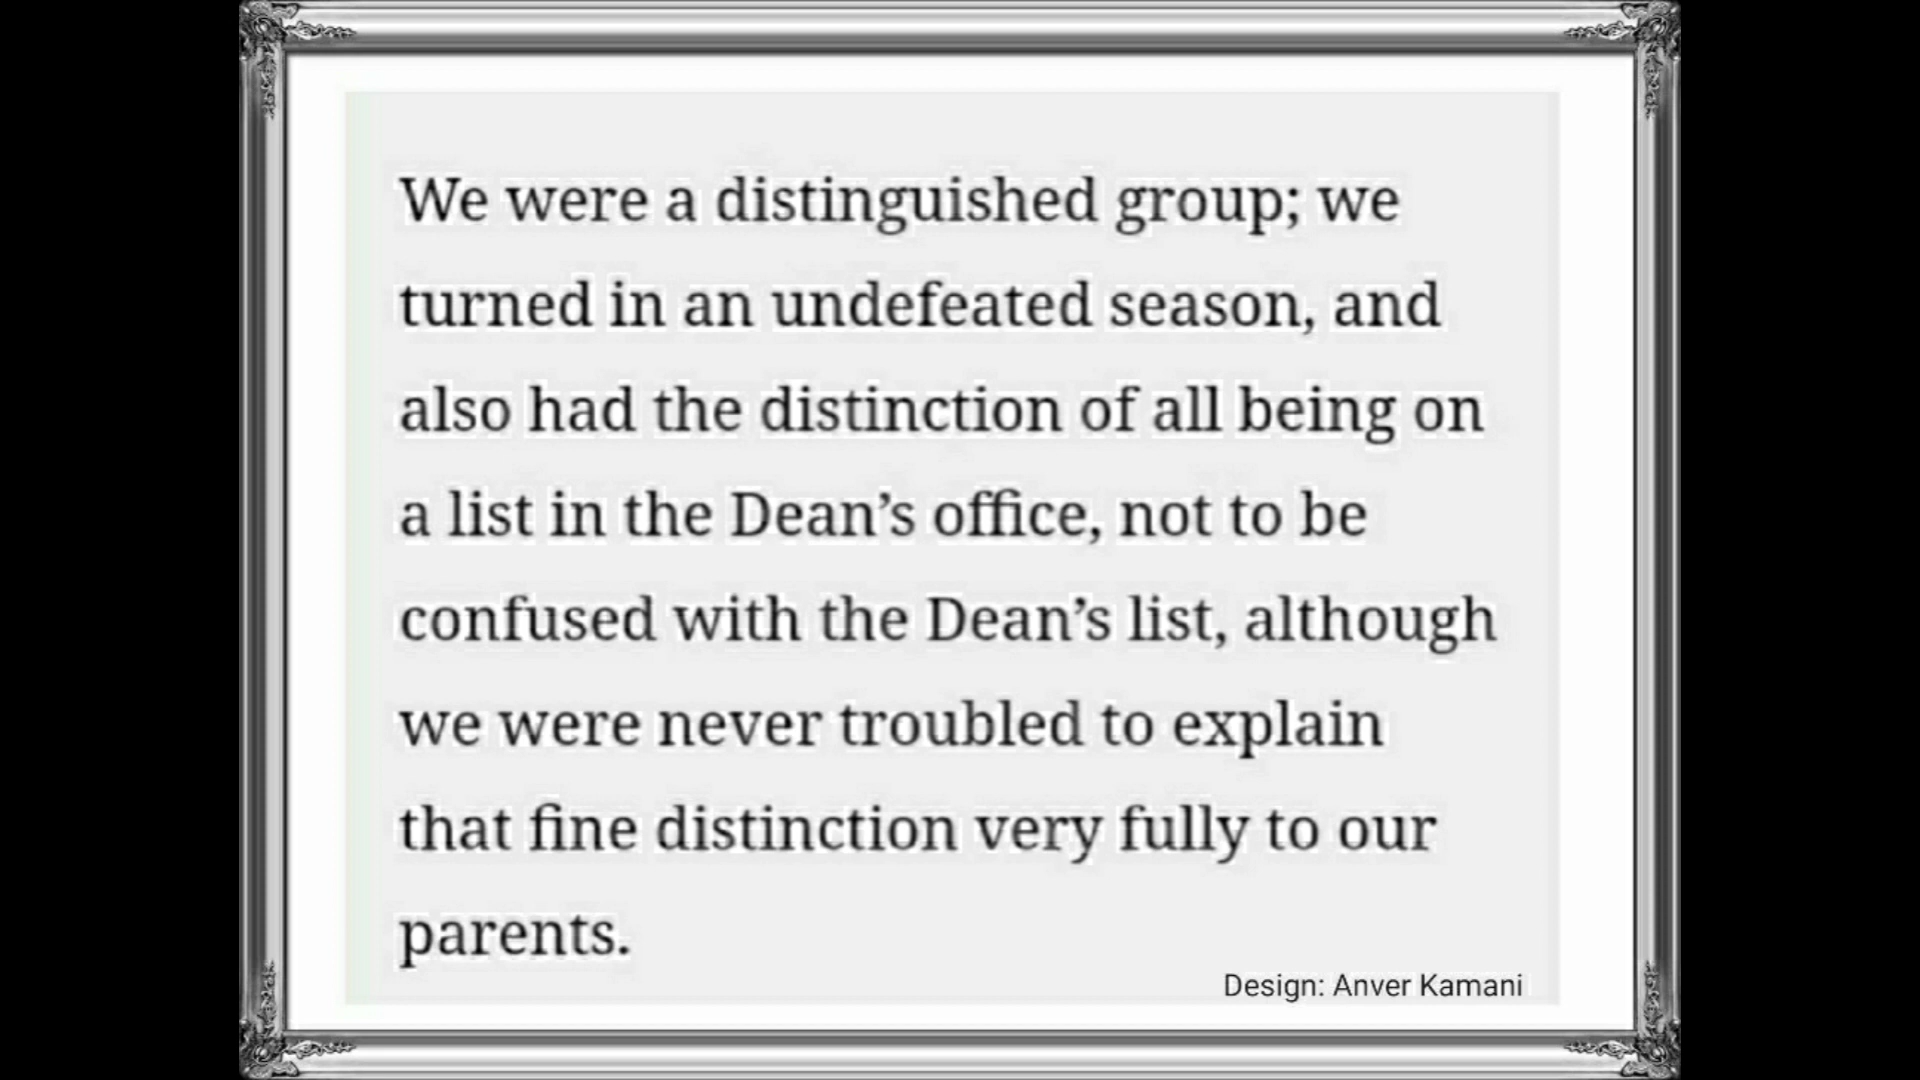 We were a distinguished group; we
turned in an undefeated season, and
also had the distinction of all being on
a list in the Dean’s office, not to be
confused with the Dean’s list, although
we were never troubled to explain
that fine distinction very fully to our
parents.
Design: Anver Kamani